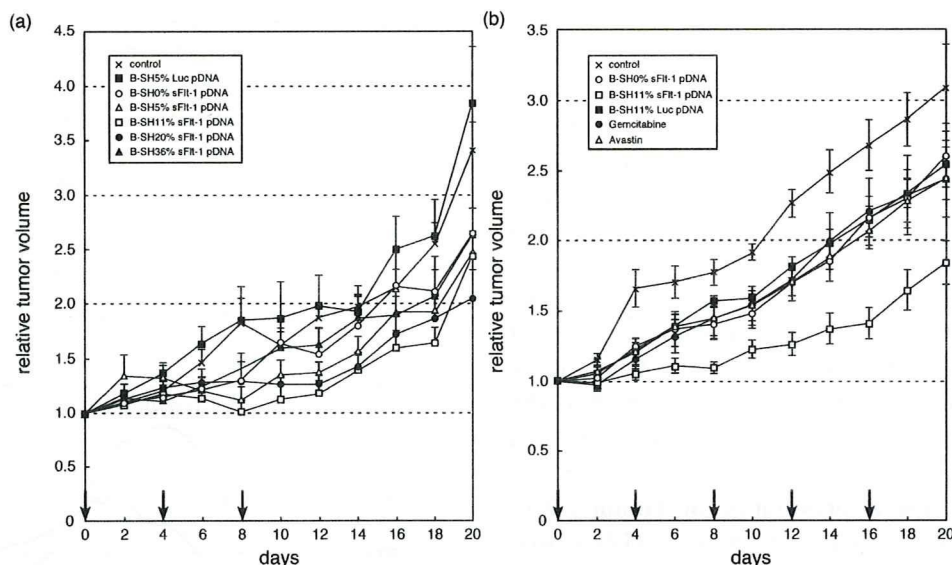 (a)
4.5
4.0
3.5
3.0
2.5
2.0
1.5
1.0
0.5
0
relative tumor volume
control
B-SH5% Luc pDNA
B-SH0% sFlt-1 pDNA
B-SH5% sFlt-1 pDNA
B-SH11% sFlt-1 pDNA
B-SH20% sFlt-1 pDNA
B-SH36% sFlt-1 pDNA
0 2 4 6 8 10 12 14 16 18 20
days
(b)
3.5
3.0
2.5
2.0
1.5
1.0
0.5
0
relative tumor volume
control
B-SH0% sFlt-1 pDNA
B-SH11% sFlt-1 pDNA
B-SH11% Luc pDNA
Gemcitabine
Avastin
0 2 4 6 8 10 12 14 16 18 20
days